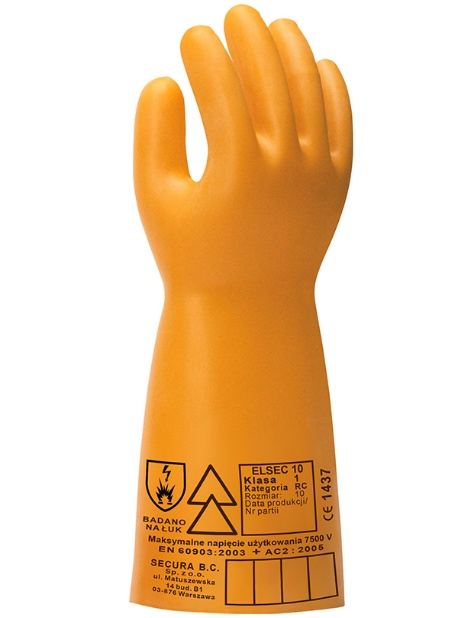 ELSEC 10
Klasa 1
Kategoria RC
Rozmiar: 10
Data produkcji/
Nr partii
CE 1437
BADANO
NA ŁUK
Maksymalne napięcie użytkowania 7500 V
EN 60903:2003 + AC2:2005
SECURA B.C.
Sp. z o.o.
ul. Matuszewska
14 bud. B1
03-876 Warszawa